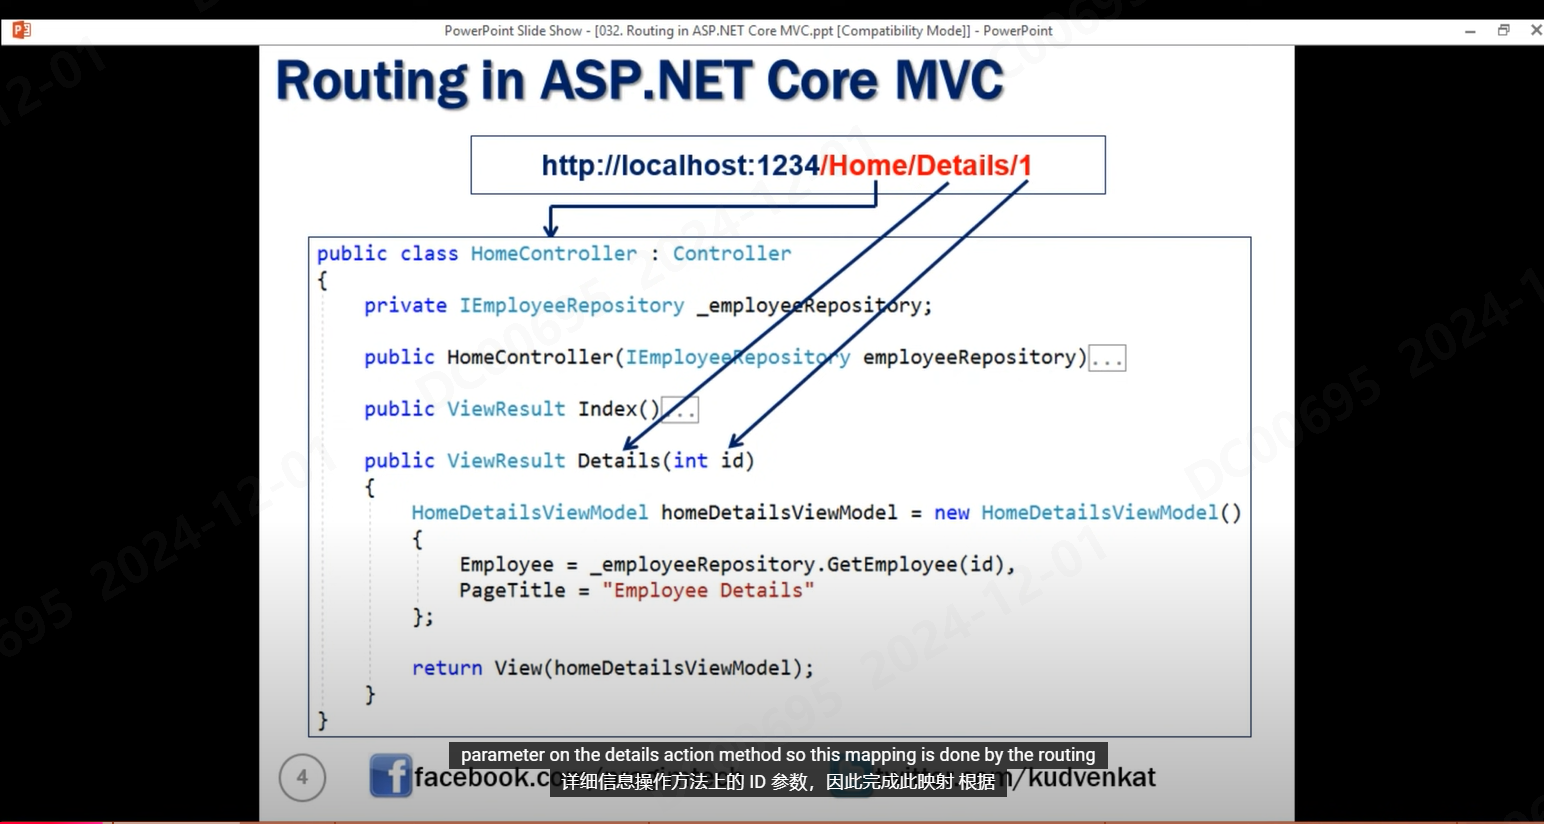 PowerPoint Slide Show - [032. Routing in ASP.NET Core MVC.ppt [Compatibility Mode]] - PowerPoint
Routing in ASP.NET Core MVC
http://localhost:1234/Home/Details/1
public class HomeController : Controller
{
private IEmployeeRepository _employeeRepository;
public HomeController(IEmployeeRepository employeeRepository)...
public ViewResult Index()...
public ViewResult Details(int id)
{
HomeDetailsViewModel homeDetailsViewModel = new HomeDetailsViewModel()
{
Employee = _employeeRepository.GetEmployee(id),
PageTitle = "Employee Details"
};
return View(homeDetailsViewModel);
}
}
parameter on the details action method so this mapping is done by the routing
详细信息操作方法上的 ID 参数，因此完成此映射 根据
4
facebook.co
/kudvenkat
DC00695 2024-12-01